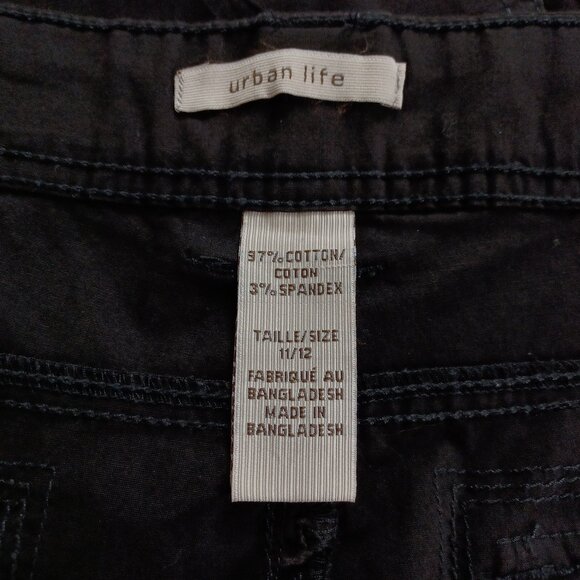 urban life
97% COTTON/
COTON
3% SPANDEX
TAILLE/SIZE
11/12
FABRIQUÉ AU
BANGLADESH
MADE IN
BANGLADESH